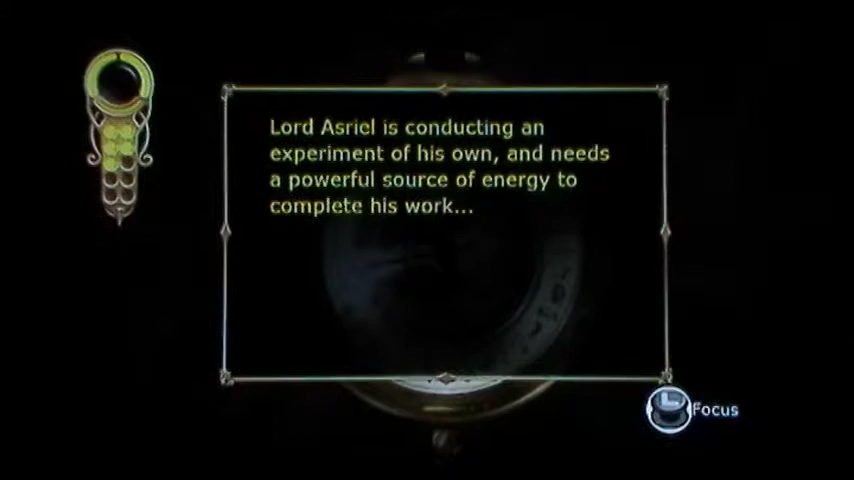 Lord Asriel is conducting an
experiment of his own, and needs
a powerful source of energy to
complete his work...
L
Focus